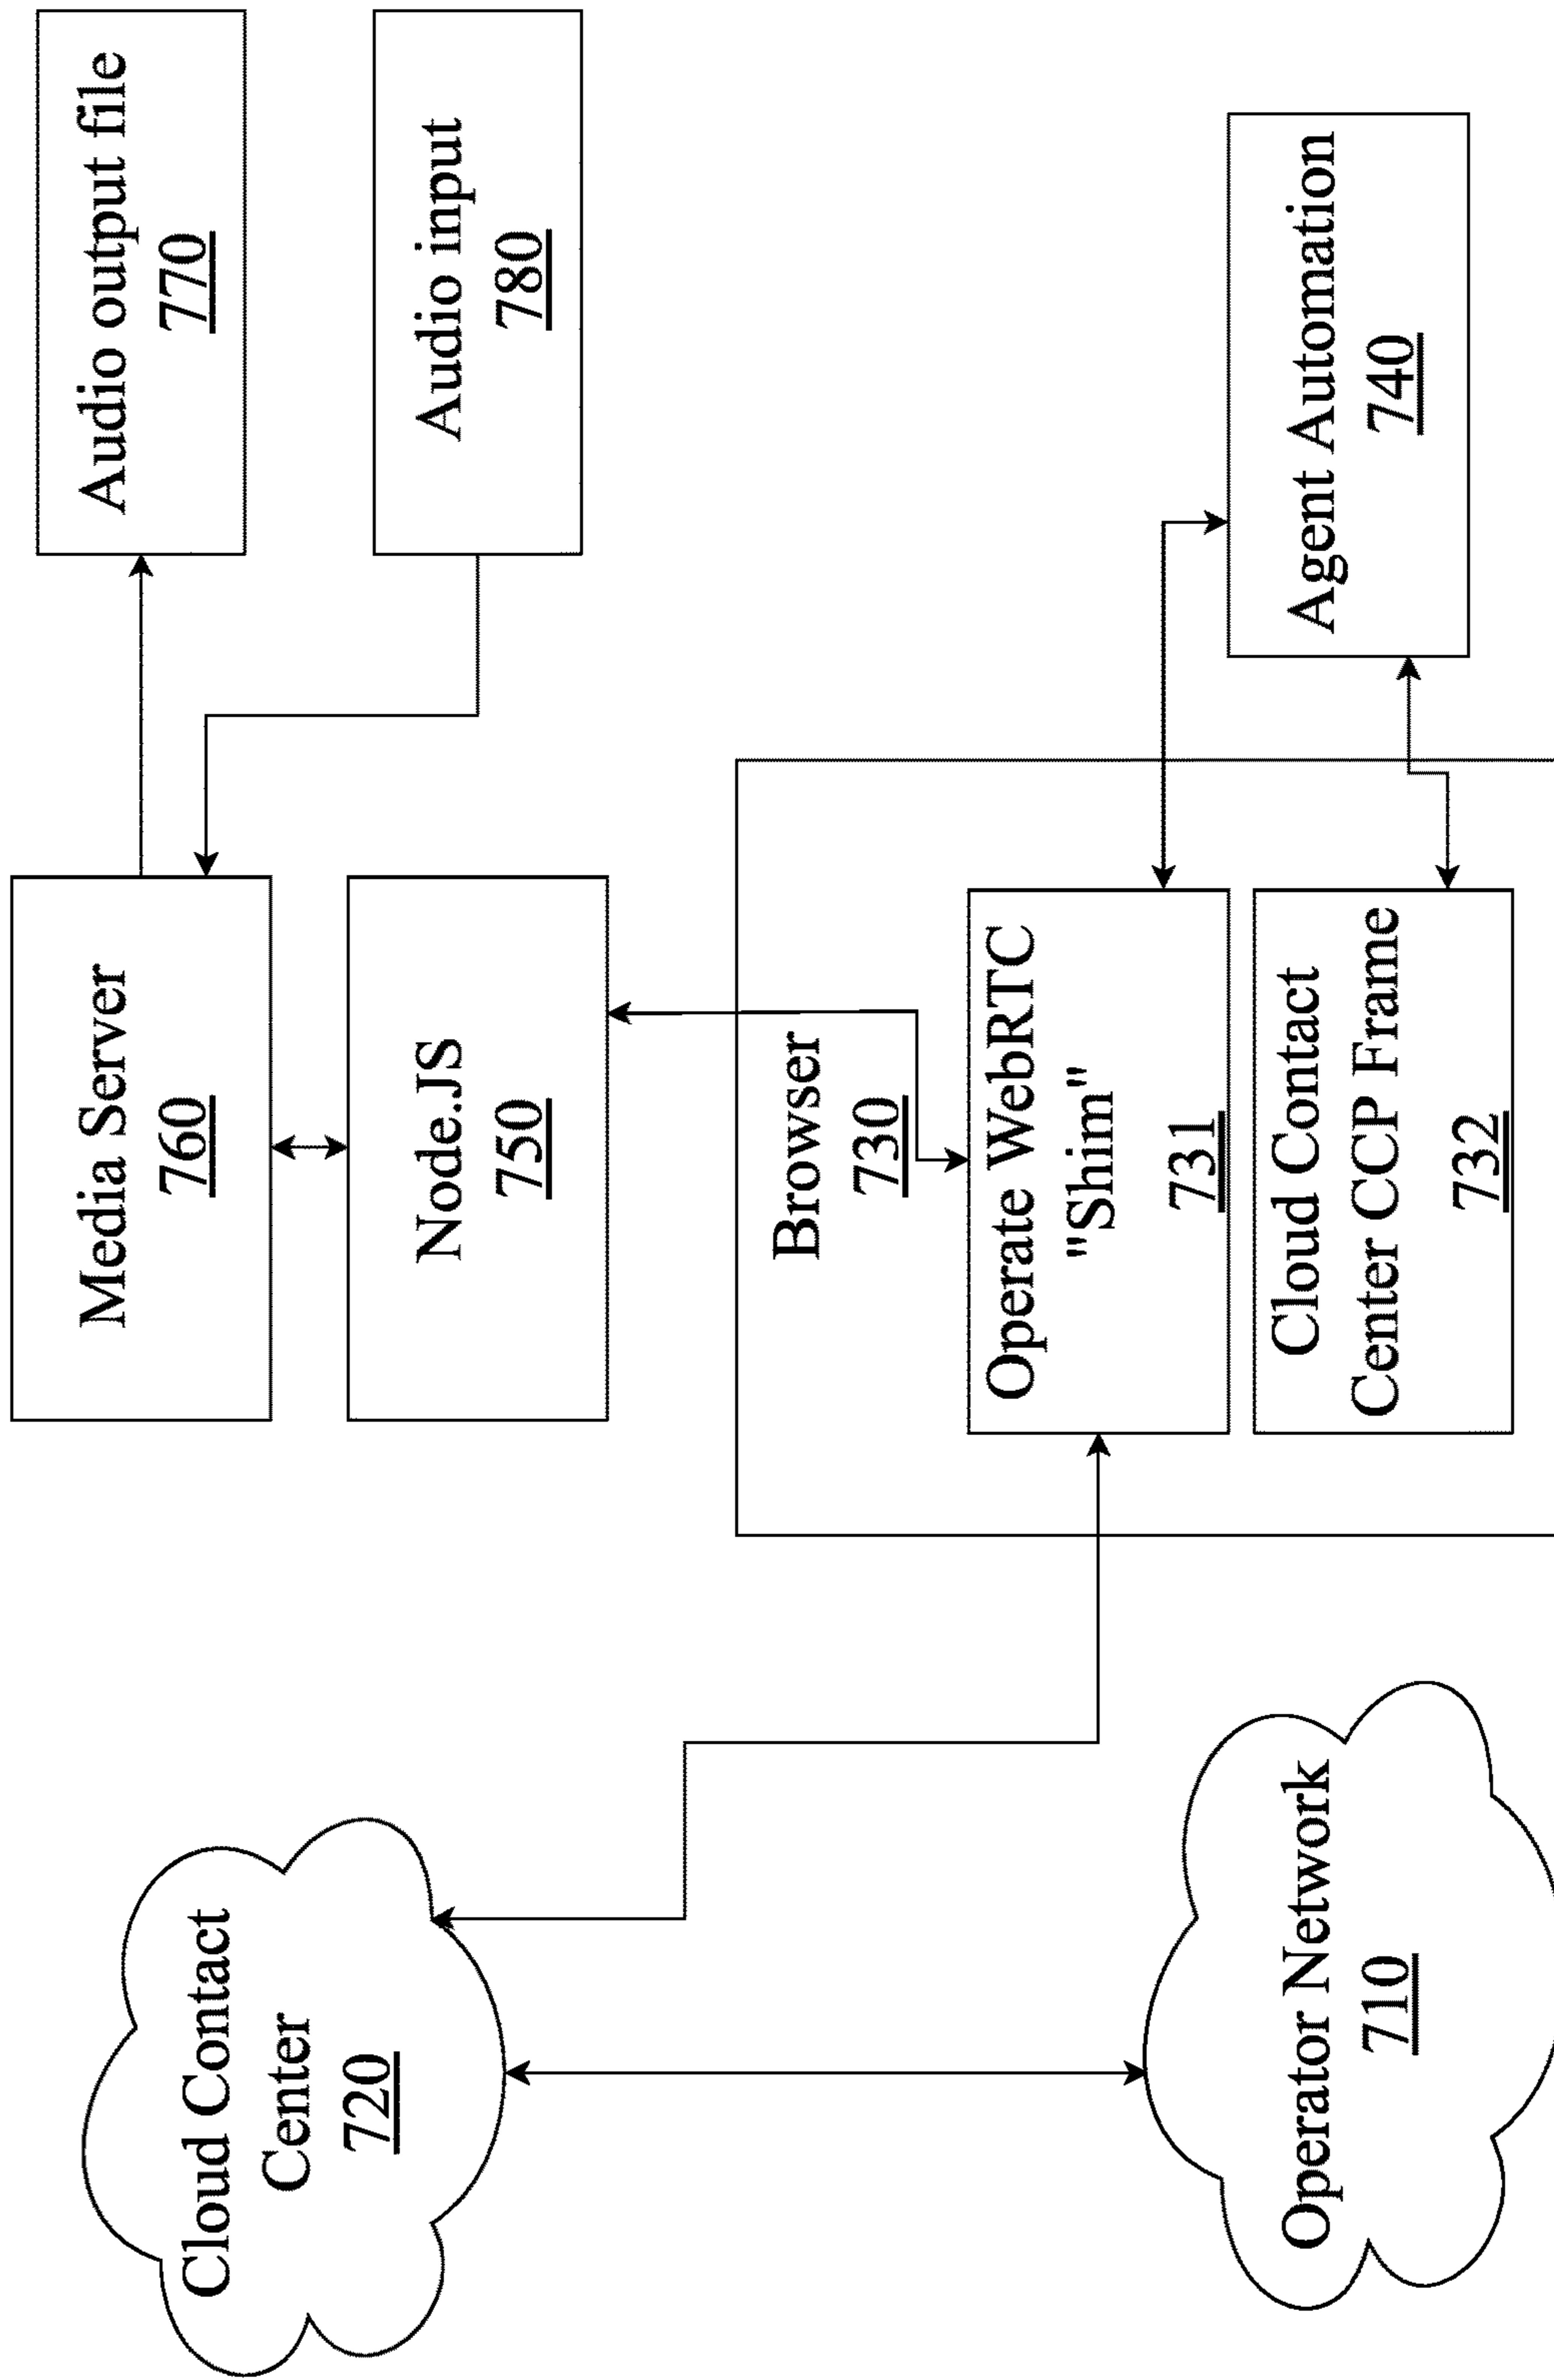 Cloud Contact
Center
720
Operator Network
710
Media Server
760
Node.JS
750
Browser
730
Operate WebRTC
"Shim"
731
Cloud Contact
Center CCP Frame
732
Audio output file
770
Audio input
780
Agent Automation
740